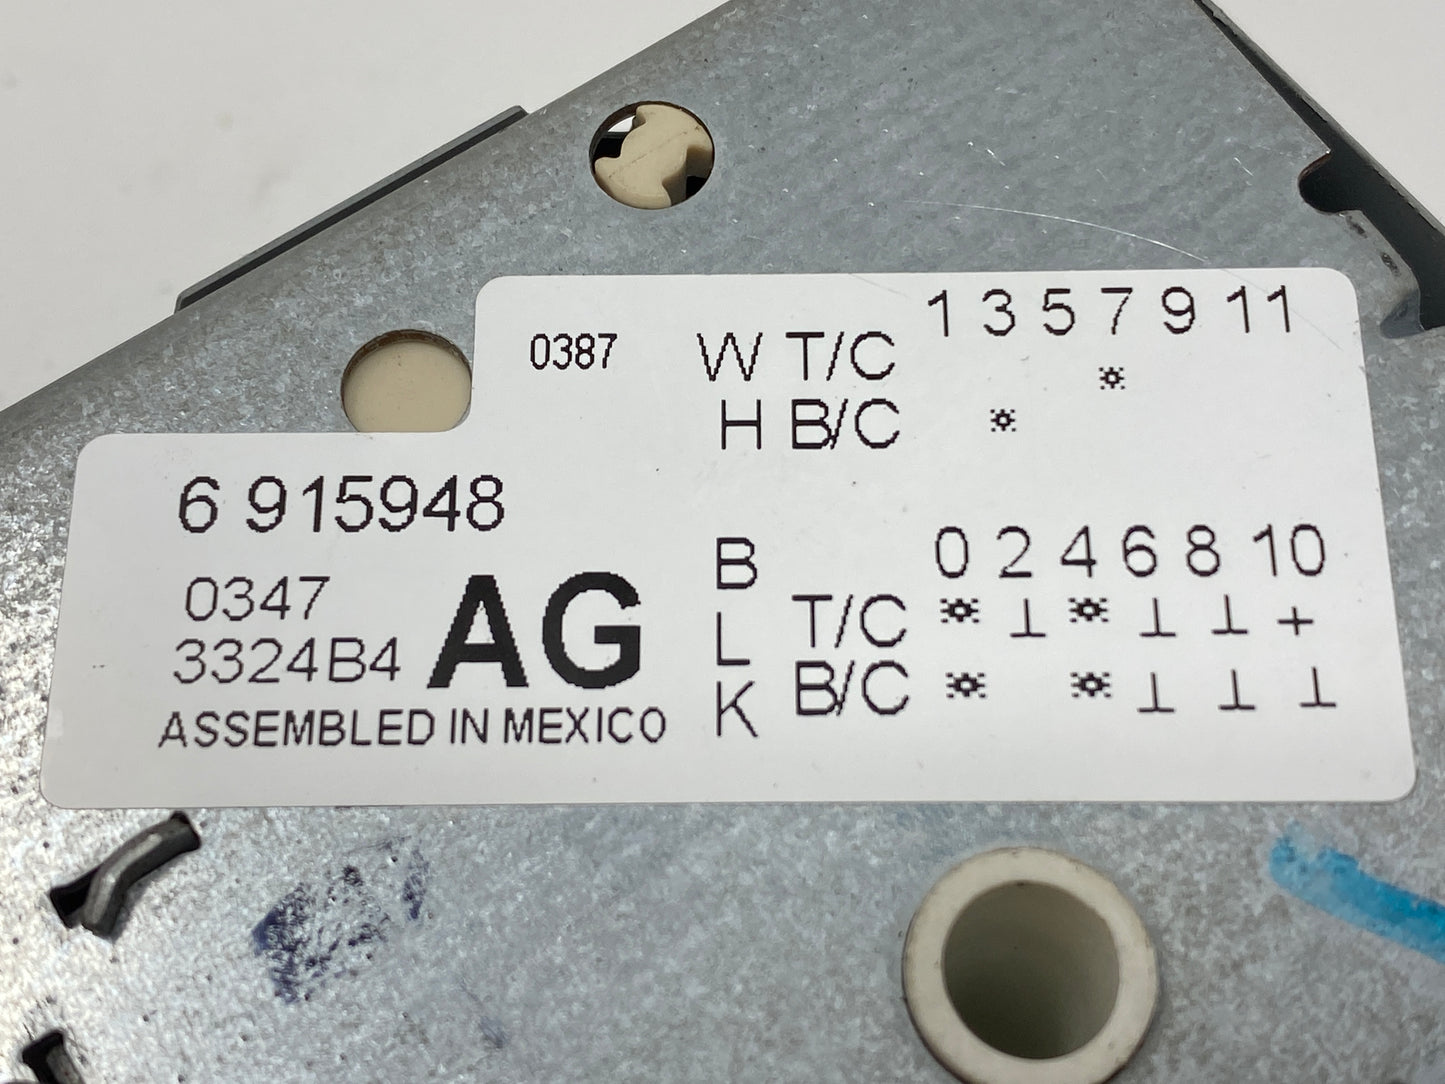 0387
6 915948
0347
3324B4
AG
ASSEMBLED IN MEXICO
1 3 5 7 9 11
W T/C ☼
H B/C ☼
B 0 2 4 6 8 10
L T/C ☼ ⊥ ☼ ⊥ ⊥ +
K B/C ☼ ☼ ⊥ ⊥ ⊥